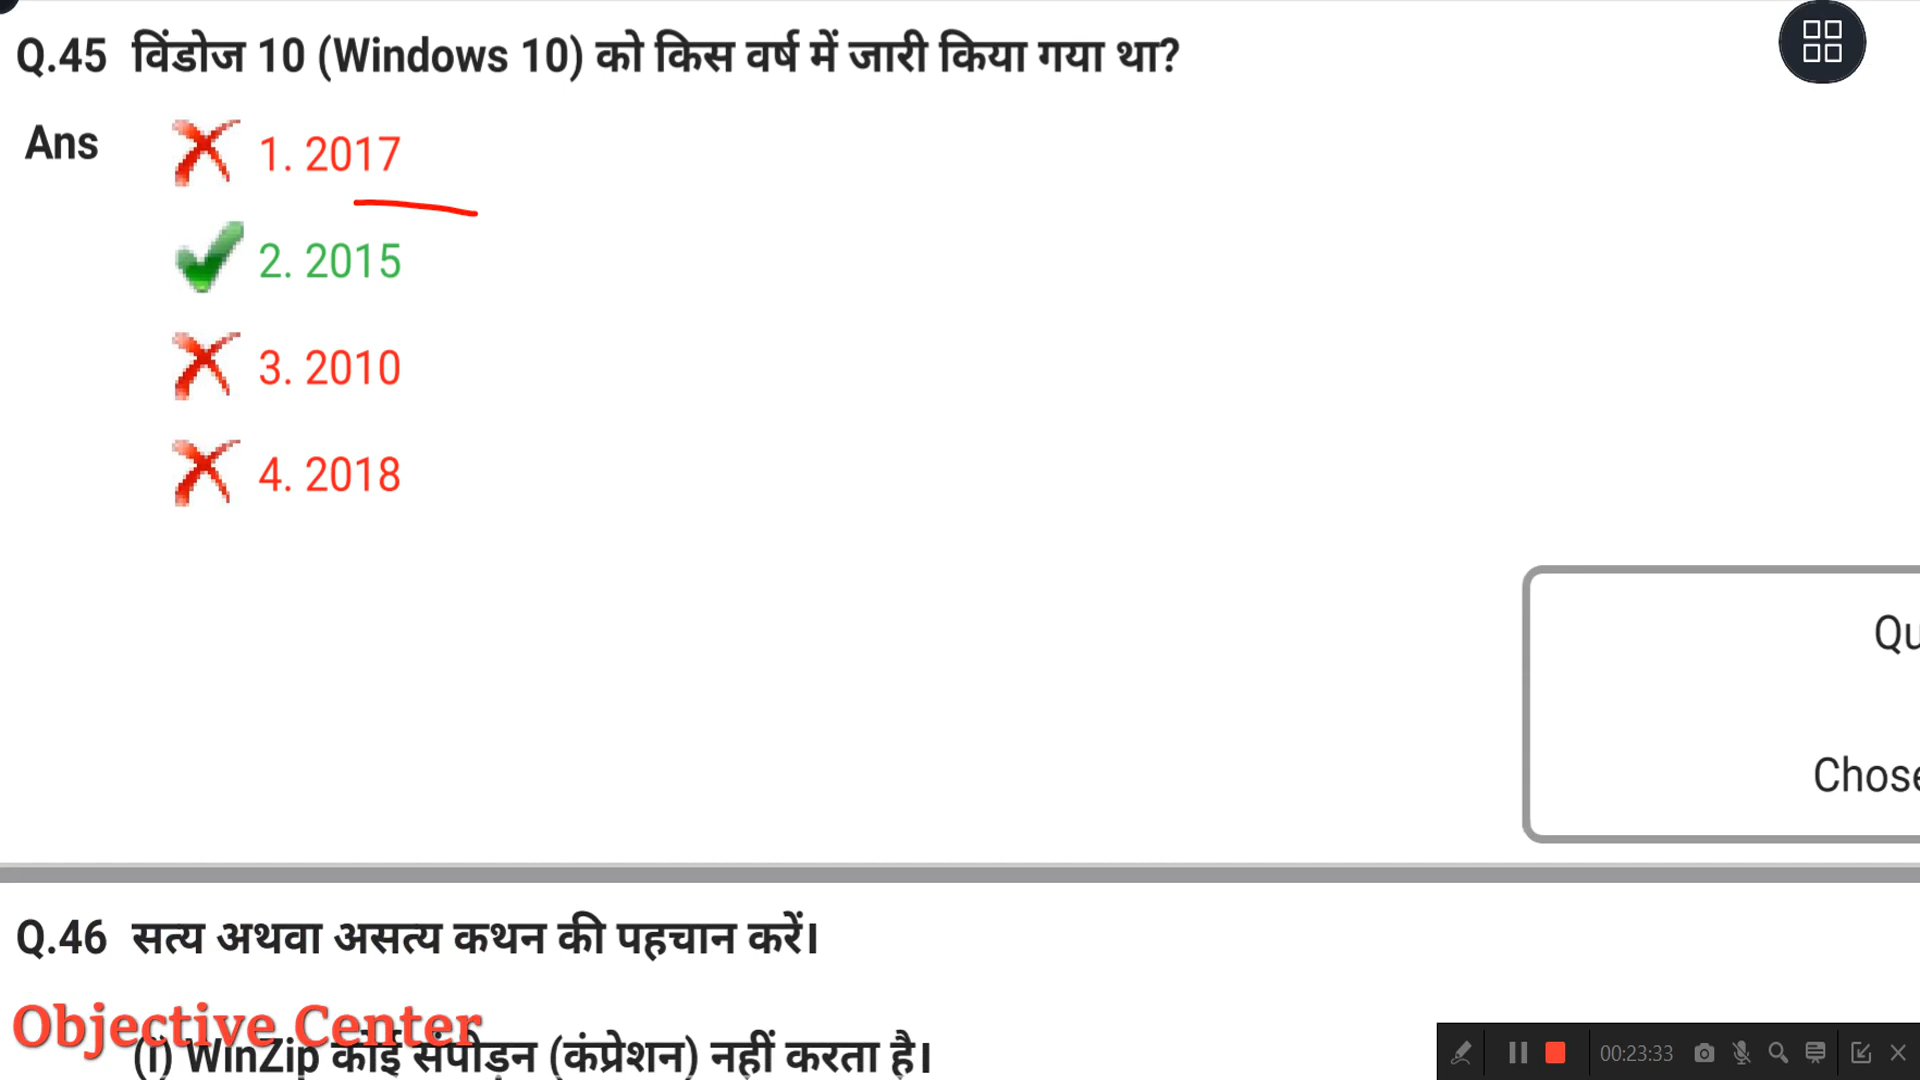 Q.45 विंडोज 10 (Windows 10) को किस वर्ष में जारी किया गया था?
Ans 1. 2017
2. 2015
3. 2010
4. 2018
Qu
Chose
Q.46 सत्य अथवा असत्य कथन की पहचान करें।
Objective Center
(i) WinZip कोई संपीड़न (कंप्रेशन) नहीं करता है।
00:23:33